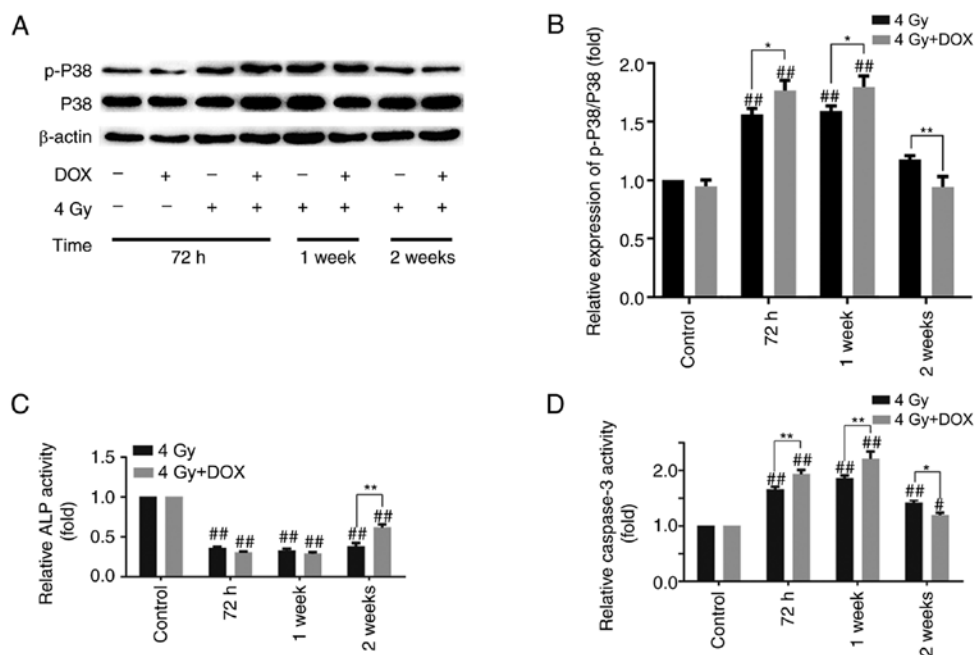 A
p-P38
P38
β-actin
DOX − + − + − + − +
4 Gy − − + + + + + +
Time
72 h 1 week 2 weeks
B
4 Gy
4 Gy+DOX
Relative expression of p-P38/P38 (fold)
2.0
1.5
1.0
0.5
0.0
* * **
## ## ## ##
Control 72 h 1 week 2 weeks
C
4 Gy
4 Gy+DOX
Relative ALP activity
(fold)
1.5
1.0
0.5
0.0
**
## ## ## ## ## ##
Control 72 h 1 week 2 weeks
D
4 Gy
4 Gy+DOX
Relative caspase-3 activity
(fold)
2.0
1.0
0.0
** ** *
## ## ## ## ## #
Control 72 h 1 week 2 weeks